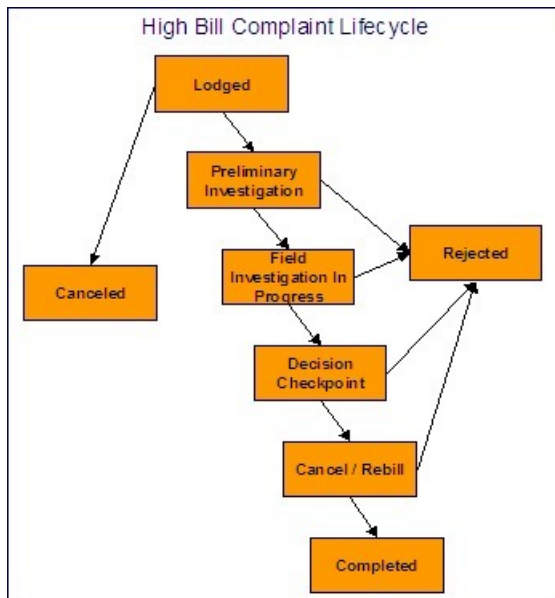 High Bill Complaint Lifecycle
Lodged
Preliminary
Investigation
Field
Investigation In
Progress
Rejected
Canceled
Decision
Checkpoint
Cancel / Rebill
Completed